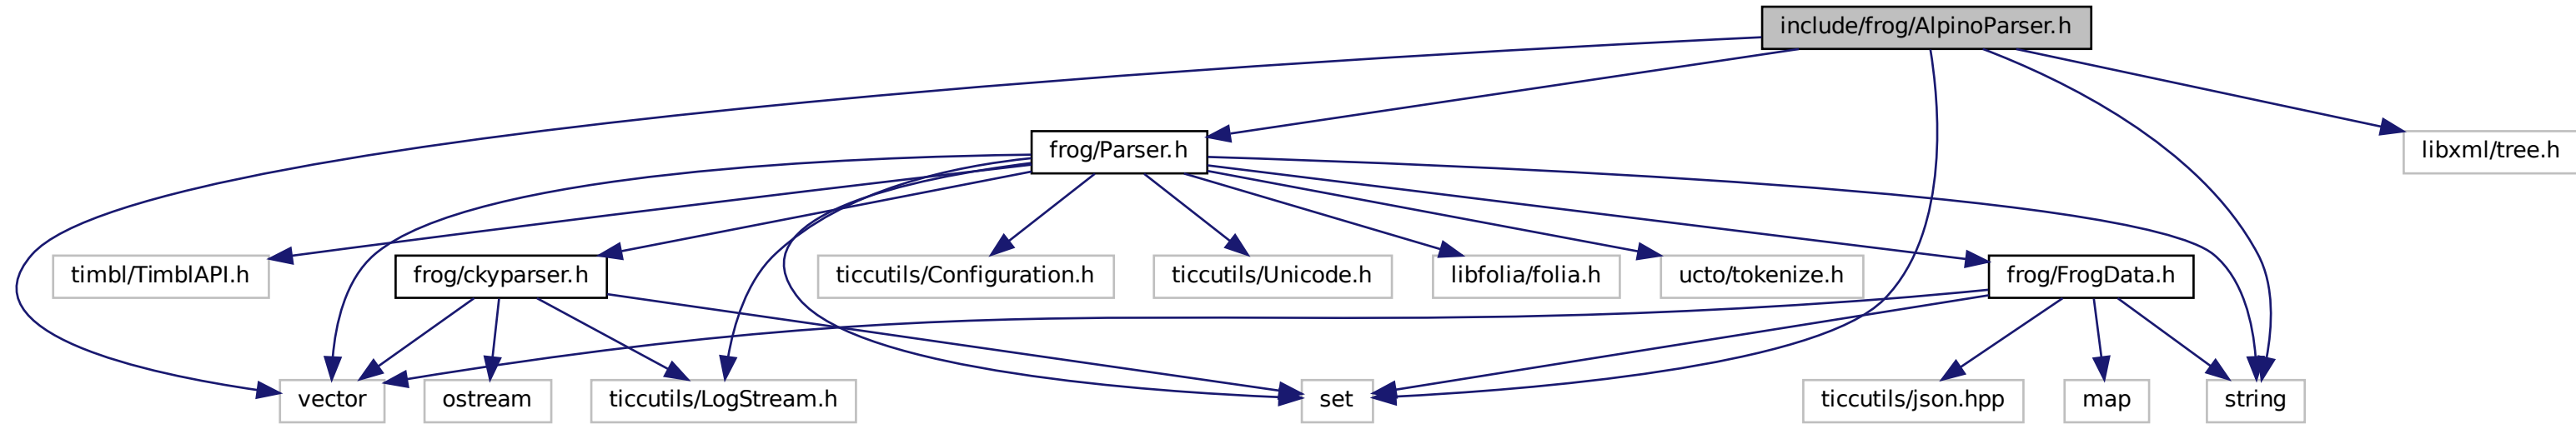 include/frog/AlpinoParser.h
frog/Parser.h
libxml/tree.h
timbl/TimblAPI.h
frog/ckyparser.h
ticcutils/Configuration.h
ticcutils/Unicode.h
libfolia/folia.h
ucto/tokenize.h
frog/FrogData.h
vector
ostream
ticcutils/LogStream.h
set
ticcutils/json.hpp
map
string